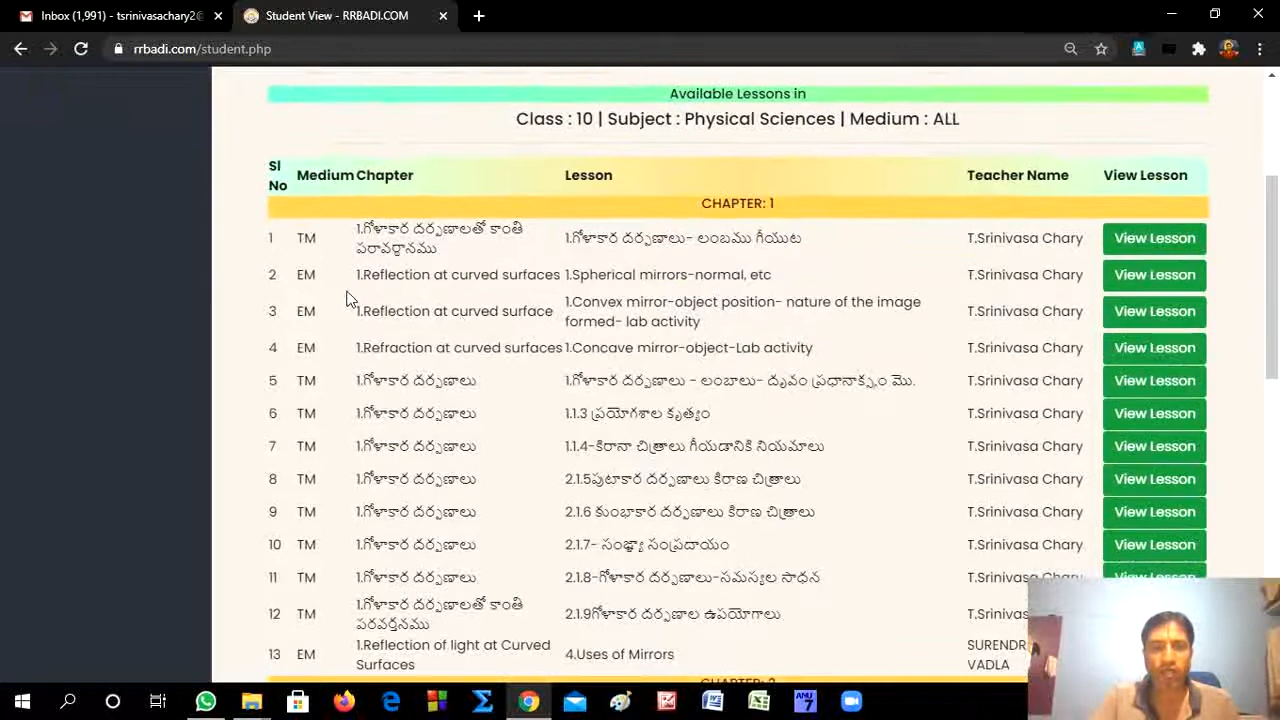 Inbox (1,991) - tsrinivasachary2@
Student View - RRBADI.COM
rrbadi.com/student.php
Available Lessons in
Class : 10 | Subject : Physical Sciences | Medium : ALL
Sl No Medium Chapter Lesson Teacher Name View Lesson
CHAPTER: 1
1 TM 1.గోళాకార దర్పణాలతో కాంతి పరావర్తానము 1.గోళాకార దర్పణాలు- లంబము గీయుట T.Srinivasa Chary View Lesson
2 EM 1.Reflection at curved surfaces 1.Spherical mirrors-normal, etc T.Srinivasa Chary View Lesson
3 EM 1.Reflection at curved surface 1.Convex mirror-object position- nature of the image formed- lab activity T.Srinivasa Chary View Lesson
4 EM 1.Refraction at curved surfaces 1.Concave mirror-object-Lab activity T.Srinivasa Chary View Lesson
5 TM 1.గోళాకార దర్పణాలు 1.గోళాకార దర్పణాలు - లంబాలు- దృవం ప్రధానాక్షం మొ. T.Srinivasa Chary View Lesson
6 TM 1.గోళాకార దర్పణాలు 1.1.3 ప్రయోగశాల కృత్యం T.Srinivasa Chary View Lesson
7 TM 1.గోళాకార దర్పణాలు 1.1.4-కిరానా చిత్రాలు గీయడానికి నియమాలు T.Srinivasa Chary View Lesson
8 TM 1.గోళాకార దర్పణాలు 2.1.5పుటాకార దర్పణాలు కిరాణ చిత్రాలు T.Srinivasa Chary View Lesson
9 TM 1.గోళాకార దర్పణాలు 2.1.6 కుంభాకార దర్పణాలు కిరణ చిత్రాలు T.Srinivasa Chary View Lesson
10 TM 1.గోళాకార దర్పణాలు 2.1.7- సంజ్ఞా సంప్రదాయం T.Srinivasa Chary View Lesson
11 TM 1.గోళాకార దర్పణాలు 2.1.8-గోళాకార దర్పణాలు-సమస్యల సాధన T.Srinivasa Chary View Lesson
12 TM 1.గోళాకార దర్పణాలతో కాంతి పరవర్తనము 2.1.9గోళాకార దర్పణాల ఉపయోగాలు T.Srinivas
13 EM 1.Reflection of light at Curved Surfaces 4.Uses of Mirrors SURENDR VADLA